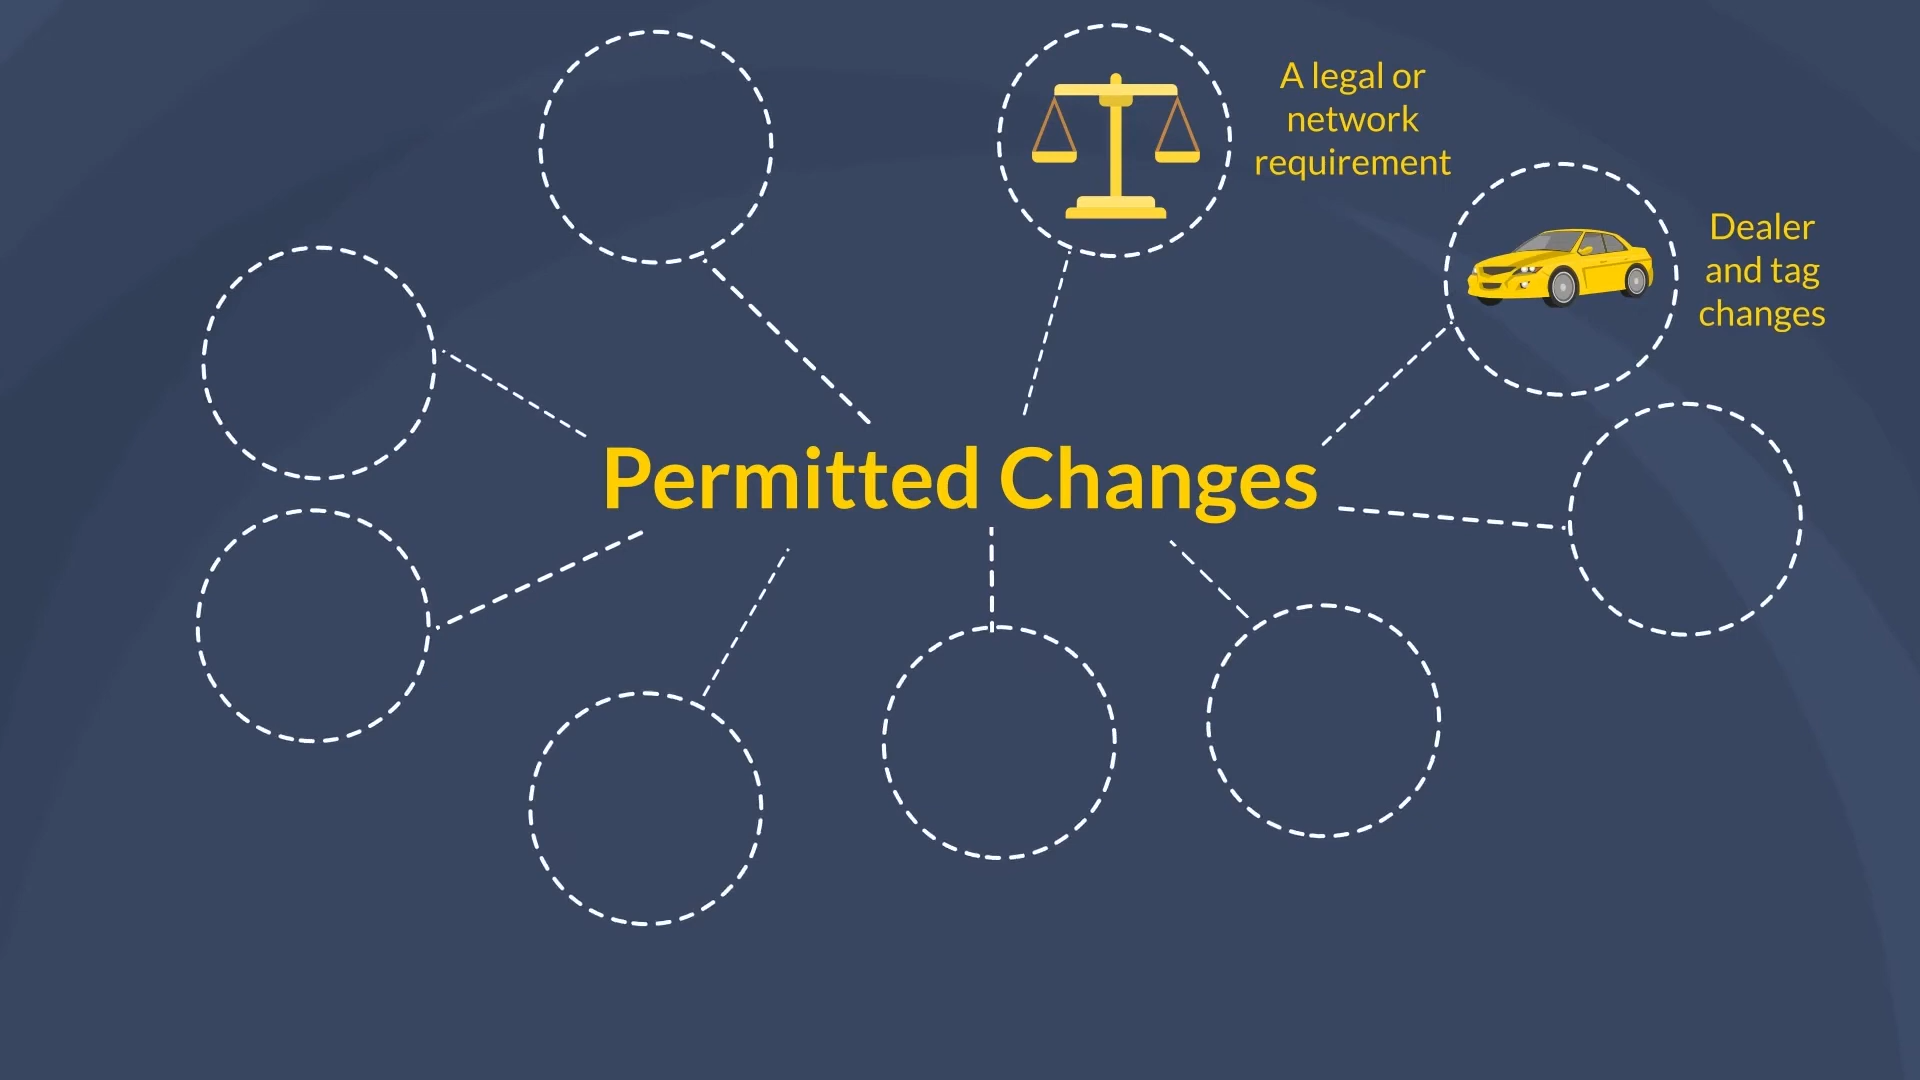 A legal or
network
requirement
Dealer
and tag
changes
Permitted Changes